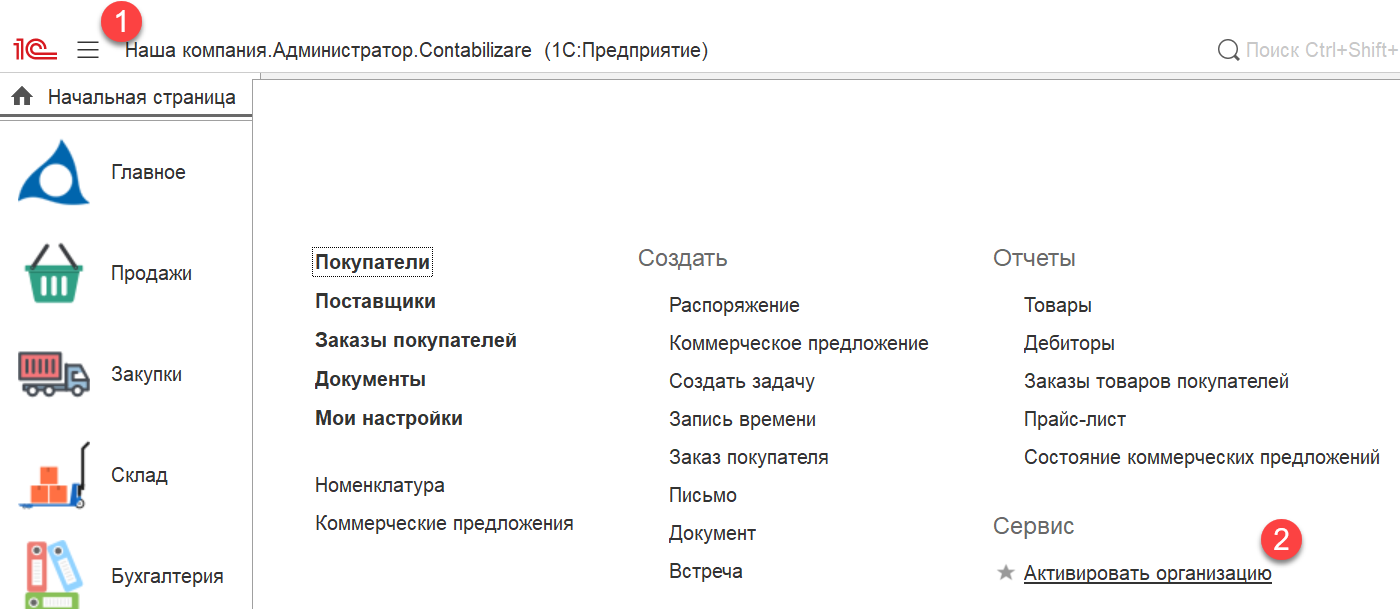 1
1С
Наша компания.Администратор.Contabilizare (1С:Предприятие)
Поиск Ctrl+Shift+
Начальная страница
Главное
Продажи
Закупки
Склад
Бухгалтерия
Покупатели
Поставщики
Заказы покупателей
Документы
Мои настройки
Номенклатура
Коммерческие предложения
Создать
Распоряжение
Коммерческое предложение
Создать задачу
Запись времени
Заказ покупателя
Письмо
Документ
Встреча
Отчеты
Товары
Дебиторы
Заказы товаров покупателей
Прайс-лист
Состояние коммерческих предложений
Сервис
2
Активировать организацию